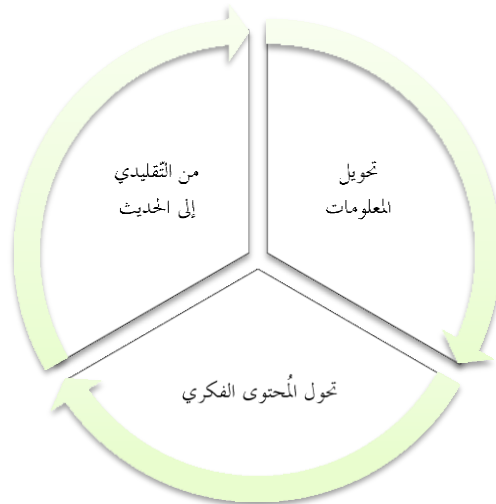 تحويل
المعلومات
من التّقليدي
إلى الحديث
تحول المُحتوى الفكري